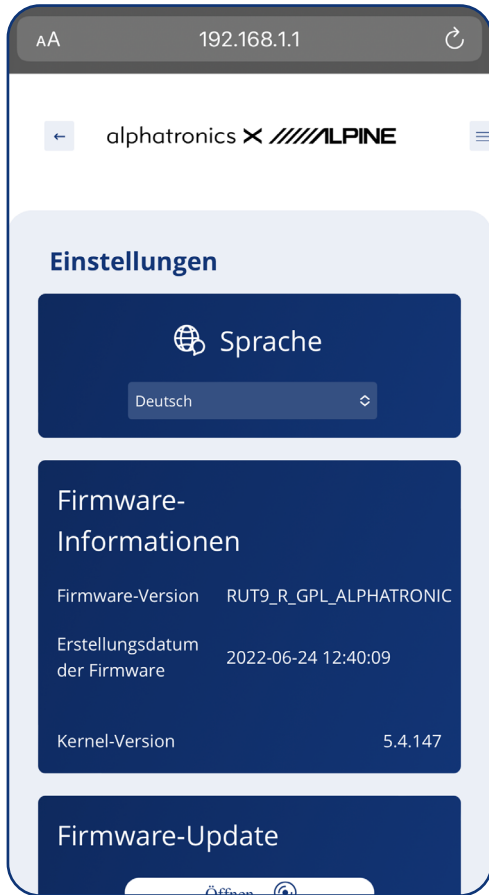 AA 192.168.1.1
alphatronics X ALPINE
Einstellungen
Sprache
Deutsch
Firmware-
Informationen
Firmware-Version RUT9_R_GPL_ALPHATRONIC
Erstellungsdatum
der Firmware
2022-06-24 12:40:09
Kernel-Version 5.4.147
Firmware-Update
Öffnen